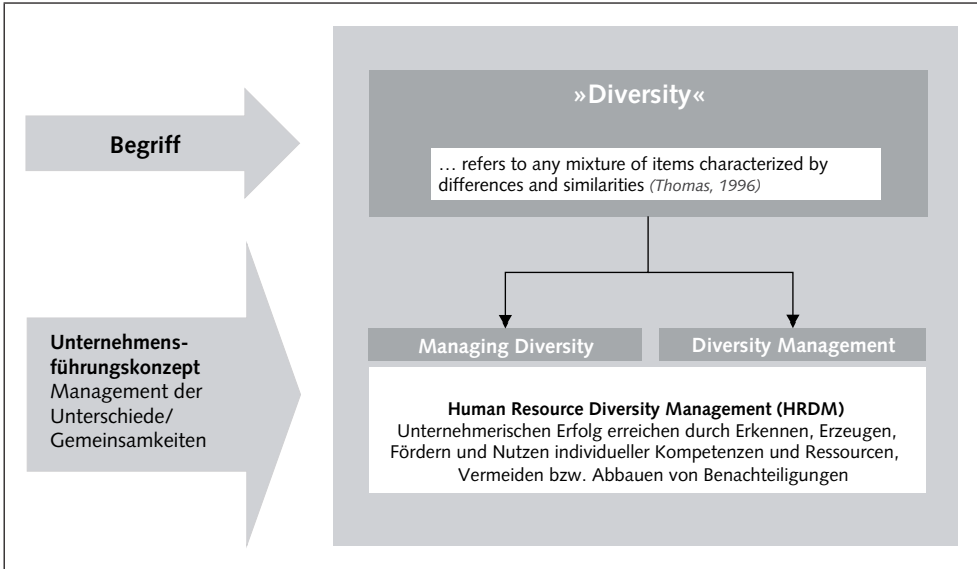 Begriff
»Diversity«
… refers to any mixture of items characterized by
differences and similarities (Thomas, 1996)
Unternehmens-
führungskonzept
Management der
Unterschiede/
Gemeinsamkeiten
Managing Diversity
Diversity Management
Human Resource Diversity Management (HRDM)
Unternehmerischen Erfolg erreichen durch Erkennen, Erzeugen,
Fördern und Nutzen individueller Kompetenzen und Ressourcen,
Vermeiden bzw. Abbauen von Benachteiligungen